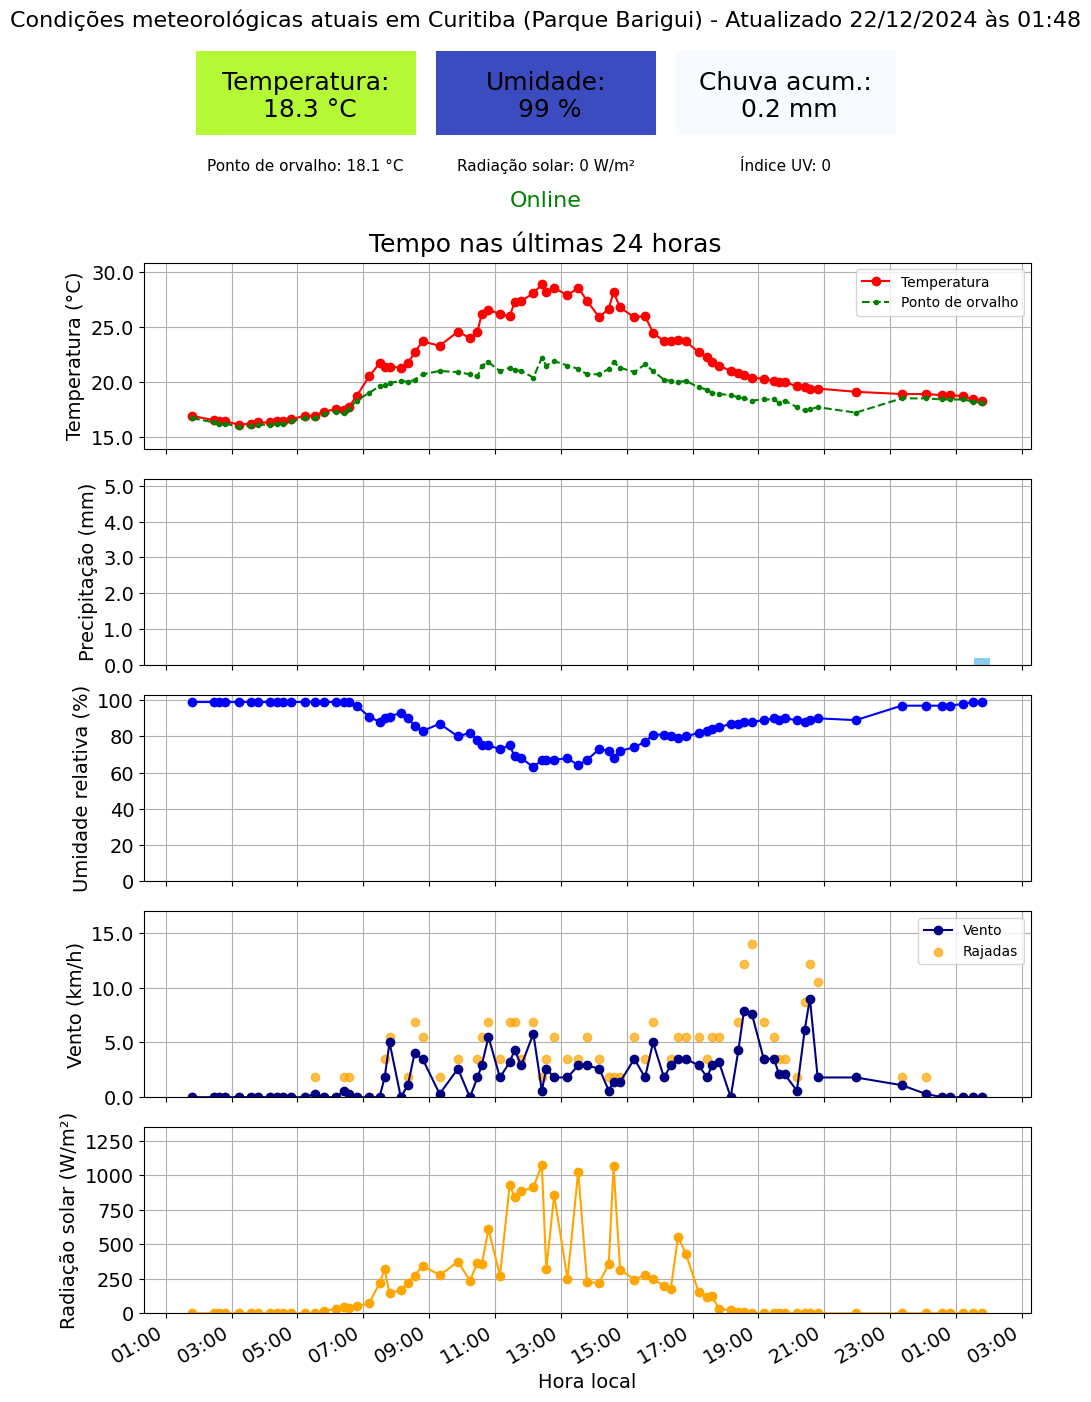 Condições meteorológicas atuais em Curitiba (Parque Barigui) - Atualizado 22/12/2024 às 01:48
Temperatura:
18.3 °C
Umidade:
99 %
Chuva acum.:
0.2 mm
Ponto de orvalho: 18.1 °C
Radiação solar: 0 W/m²
Índice UV: 0
Online
Tempo nas últimas 24 horas
Temperatura (°C)
30.0
25.0
20.0
15.0
Temperatura
Ponto de orvalho
Precipitação (mm)
5.0
4.0
3.0
2.0
1.0
0.0
Umidade relativa (%)
100
80
60
40
20
0
Vento (km/h)
15.0
10.0
5.0
0.0
Vento
Rajadas
Radiação solar (W/m²)
1250
1000
750
500
250
0
01:00
03:00
05:00
07:00
09:00
11:00
13:00
15:00
17:00
19:00
21:00
23:00
01:00
03:00
Hora local